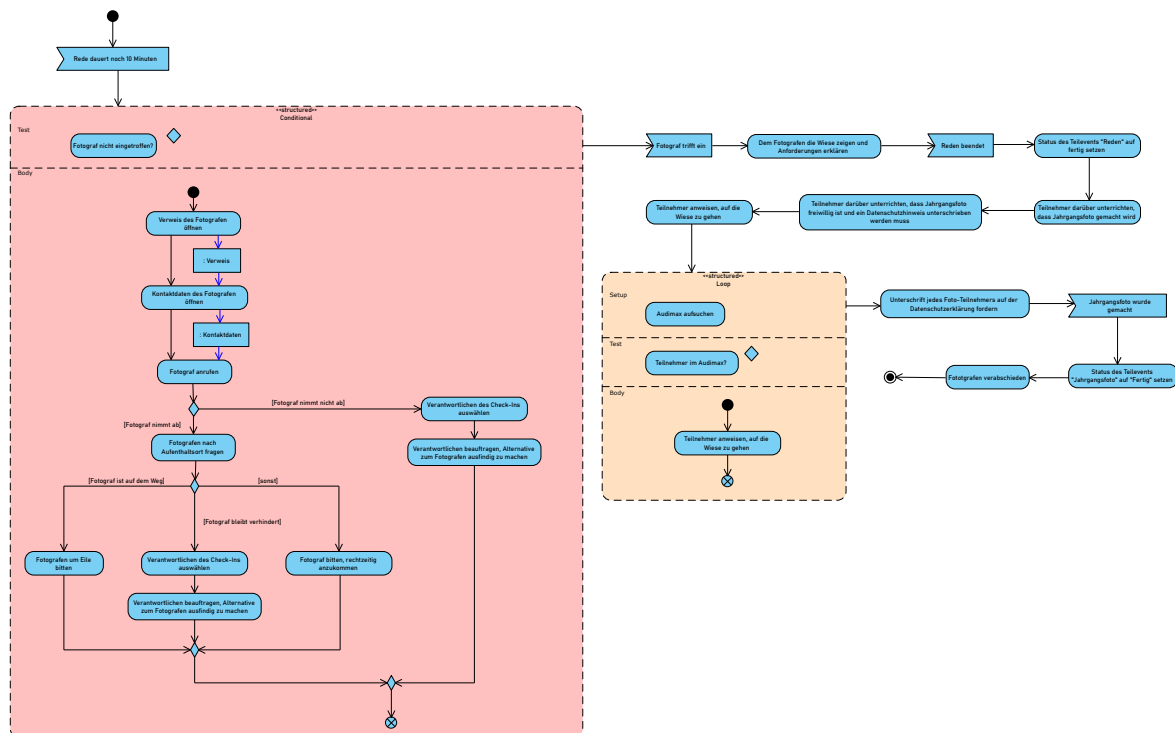 Rede dauert noch 10 Minuten
«structured»
Conditional
Test
Fotograf nicht eingetroffen?
Body
Verweis des Fotografen
öffnen
: Verweis
Kontaktdaten des Fotografen
öffnen
: Kontaktdaten
Fotograf anrufen
[Fotograf nimmt nicht ab]
[Fotograf nimmt ab]
Verantwortlichen des Check-Ins
auswählen
Verantwortlichen beauftragen, Alternative
zum Fotografen ausfindig zu machen
Fotografen nach
Aufenthaltsort fragen
[Fotograf ist auf dem Weg]
[sonst]
[Fotograf bleibt verhindert]
Fotografen um Eile
bitten
Verantwortlichen des Check-Ins
auswählen
Fotograf bitten, rechtzeitig
anzukommen
Verantwortlichen beauftragen, Alternative
zum Fotografen ausfindig zu machen
Fotograf trifft ein
Dem Fotografen die Wiese zeigen und
Anforderungen erklären
Reden beendet
Status des Teilevents "Reden" auf
fertig setzen
Teilnehmer darüber unterrichten,
dass Jahrgangsfoto gemacht wird
Teilnehmer darüber unterrichten, dass Jahrgangsfoto
freiwillig ist und ein Datenschutzhinweis unterschrieben
werden muss
Teilnehmer anweisen, auf die
Wiese zu gehen
«structured»
Loop
Setup
Audimax aufsuchen
Test
Teilnehmer im Audimax?
Body
Teilnehmer anweisen, auf die
Wiese zu gehen
Unterschrift jedes Foto-Teilnehmers auf der
Datenschutzerklärung fordern
Jahrgangsfoto wurde
gemacht
Status des Teilevents
"Jahrgangsfoto" auf "Fertig" setzen
Fototgrafen verabschieden